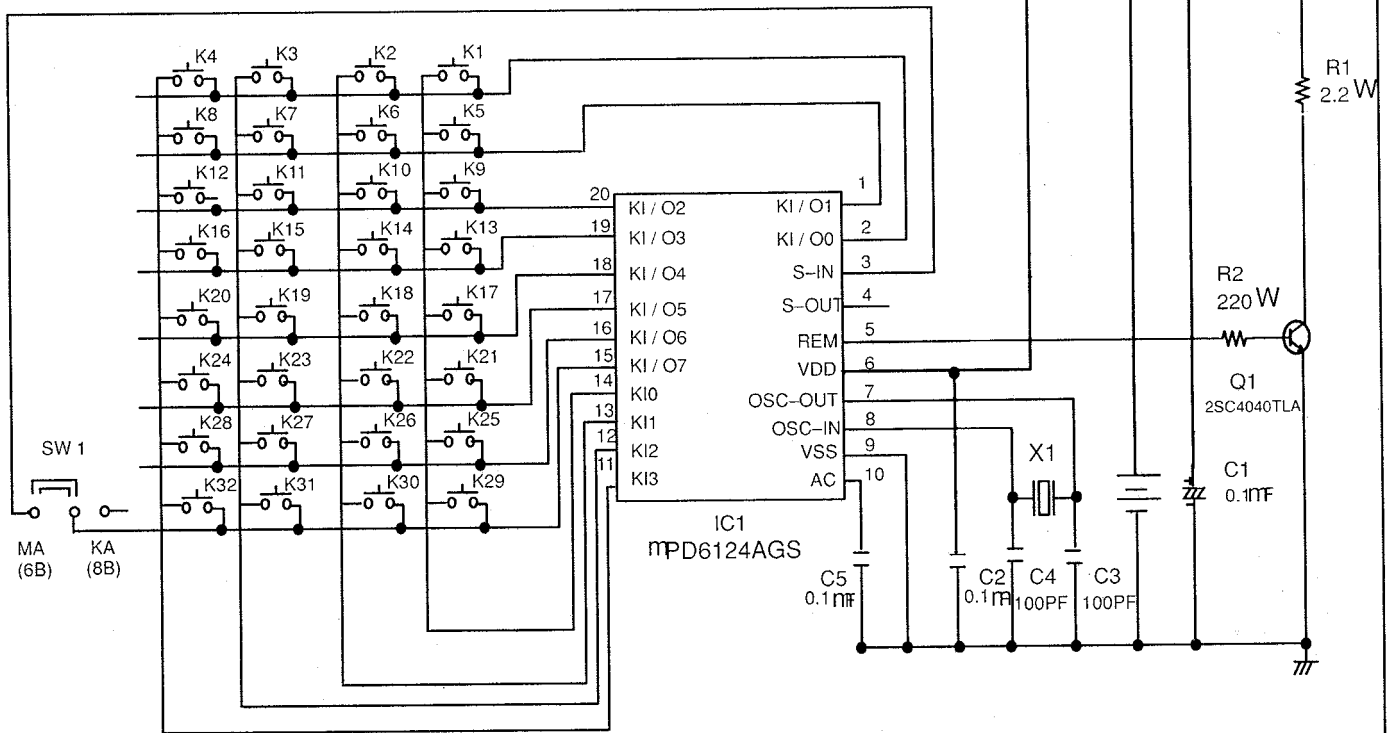 K4 K3 K2 K1
K8 K7 K6 K5
K12 K11 K10 K9
K16 K15 K14 K13
K20 K19 K18 K17
K24 K23 K22 K21
K28 K27 K26 K25
K32 K31 K30 K29
SW 1
MA
(6B)
KA
(8B)
20 KI / O2
19 KI / O3
18 KI / O4
17 KI / O5
16 KI / O6
15 KI / O7
14 KI0
13 KI1
12 KI2
11 KI3
KI / O1 1
KI / O0 2
S-IN 3
S-OUT 4
REM 5
VDD 6
OSC-OUT 7
OSC-IN 8
VSS 9
AC 10
IC1
mPD6124AGS
R1
2.2 W
R2
220 W
Q1
2SC4040TLA
X1
C1
0.1mF
C5
0.1mF
C2
0.1m
C4
100PF
C3
100PF